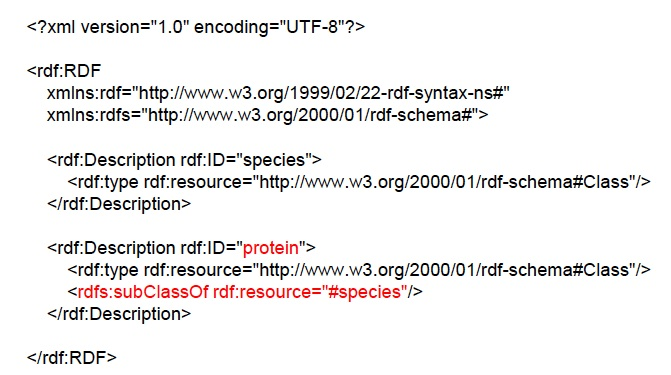 <?xml version="1.0" encoding="UTF-8"?>
<rdf:RDF
xmlns:rdf="http://www.w3.org/1999/02/22-rdf-syntax-ns#"
xmlns:rdfs="http://www.w3.org/2000/01/rdf-schema#">
<rdf:Description rdf:ID="species">
<rdf:type rdf:resource="http://www.w3.org/2000/01/rdf-schema#Class"/>
</rdf:Description>
<rdf:Description rdf:ID="protein">
<rdf:type rdf:resource="http://www.w3.org/2000/01/rdf-schema#Class"/>
<rdfs:subClassOf rdf:resource="#species"/>
</rdf:Description>
</rdf:RDF>